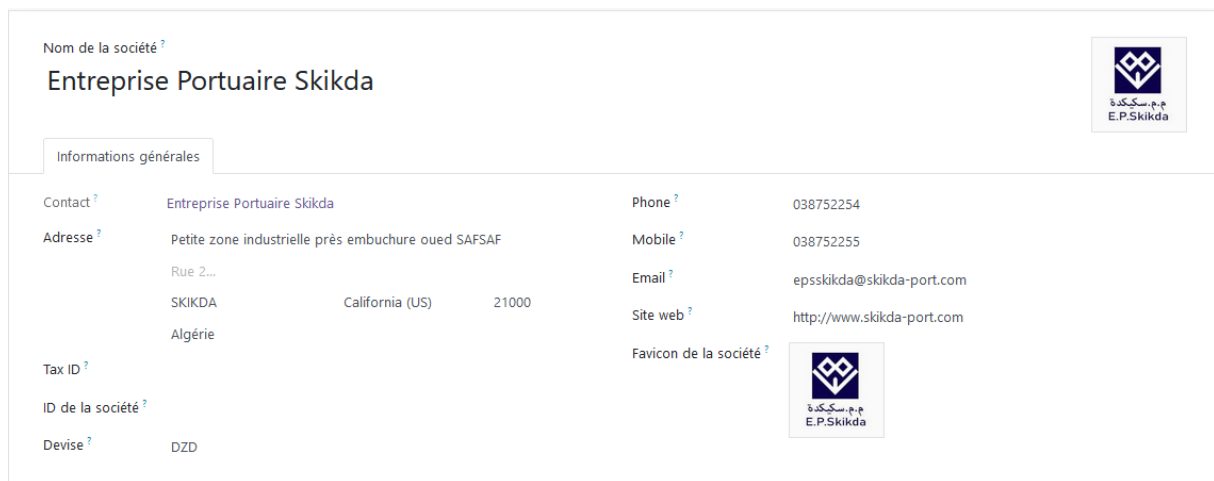 Nom de la société ?
Entreprise Portuaire Skikda
م.م.سكيكدة
E.P.Skikda
Informations générales
Contact ? Entreprise Portuaire Skikda
Adresse ? Petite zone industrielle près embuchure oued SAFSAF
Rue 2...
SKIKDA California (US) 21000
Algérie
Tax ID ?
ID de la société ?
Devise ? DZD
Phone ? 038752254
Mobile ? 038752255
Email ? epsskikda@skikda-port.com
Site web ? http://www.skikda-port.com
Favicon de la société ?
م.م.سكيكدة
E.P.Skikda